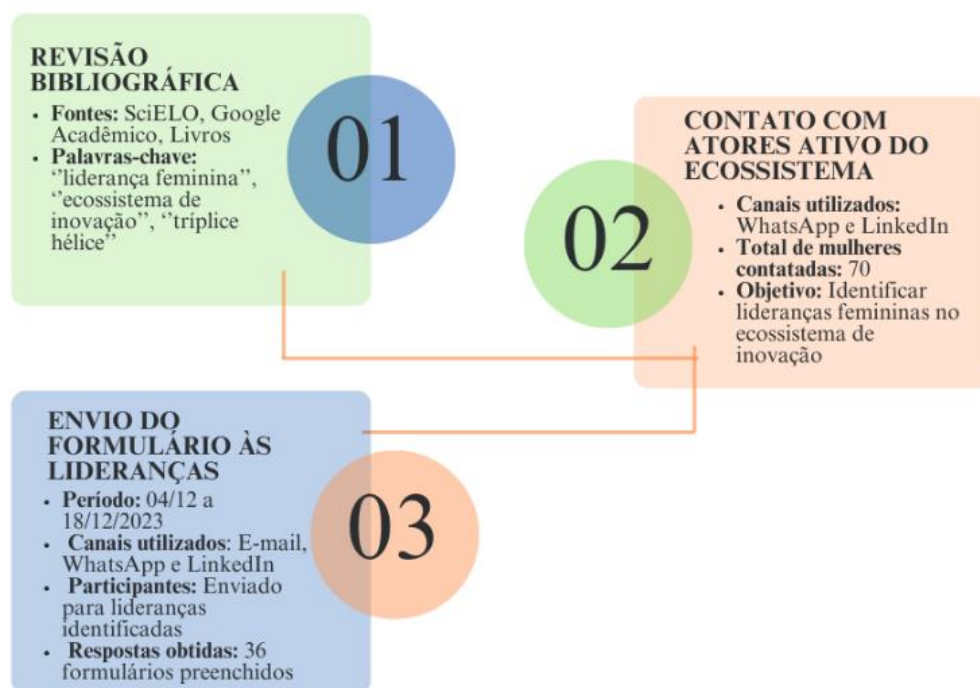 REVISÃO
BIBLIOGRÁFICA
• Fontes: SciELO, Google
Acadêmico, Livros
• Palavras-chave:
‘’liderança feminina’’,
‘’ecossistema de
inovação’’, ‘’tríplice
hélice’’
01
CONTATO COM
ATORES ATIVO DO
ECOSSISTEMA
• Canais utilizados:
WhatsApp e LinkedIn
• Total de mulheres
contatadas: 70
• Objetivo: Identificar
lideranças femininas no
ecossistema de
inovação
02
ENVIO DO
FORMULÁRIO ÀS
LIDERANÇAS
• Período: 04/12 a
18/12/2023
• Canais utilizados: E-mail,
WhatsApp e LinkedIn
• Participantes: Enviado
para lideranças
identificadas
• Respostas obtidas: 36
formulários preenchidos
03